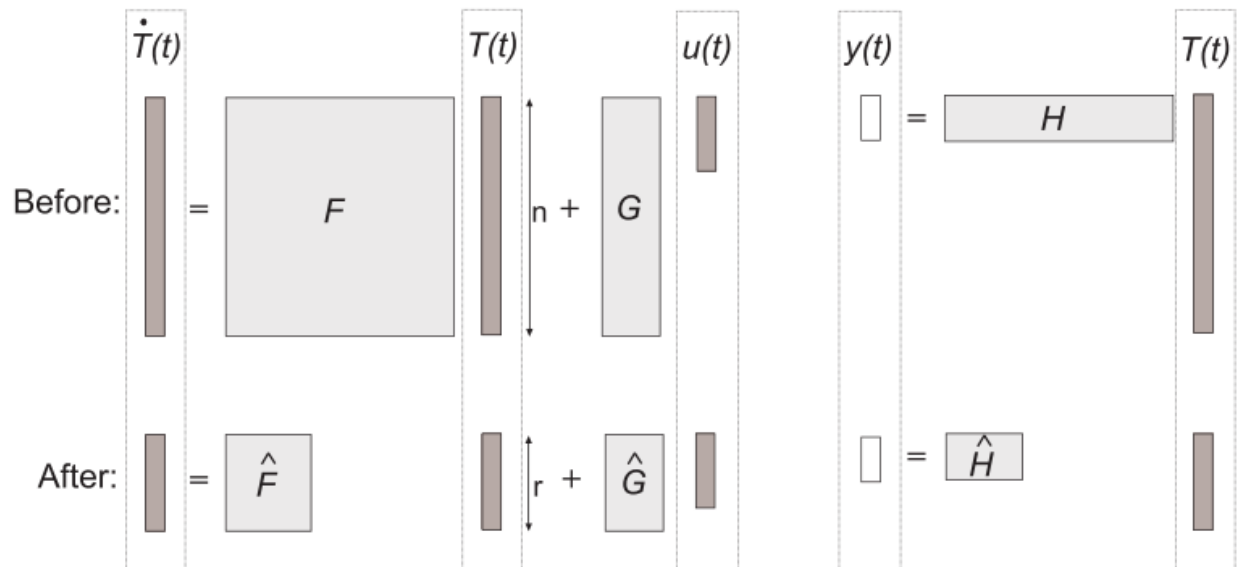 Ṫ(t) T(t) u(t) y(t) T(t)
Before: = F n + G = H
After: = F̂ r + Ĝ = Ĥ